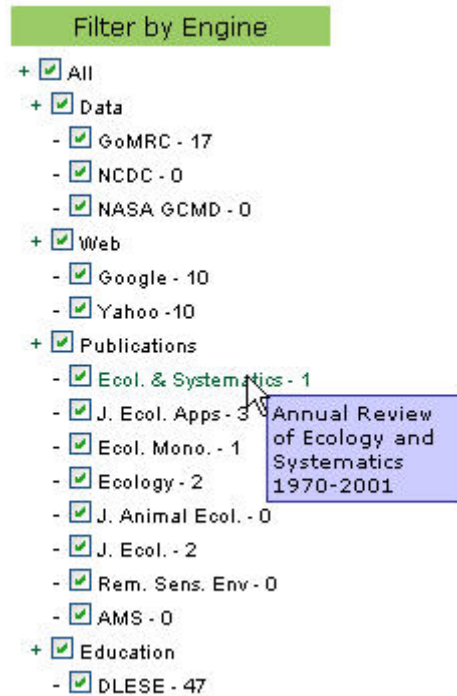 Filter by Engine
+ All
+ Data
- GoMRC - 17
- NCDC - 0
- NASA GCMD - 0
+ Web
- Google - 10
- Yahoo -10
+ Publications
- Ecol. & Systematics - 1
- J. Ecol. Apps - 3
- Ecol. Mono. - 1
- Ecology - 2
- J. Animal Ecol. - 0
- J. Ecol. - 2
- Rem. Sens. Env - 0
- AMS - 0
+ Education
- DLESE - 47
Annual Review
of Ecology and
Systematics
1970-2001